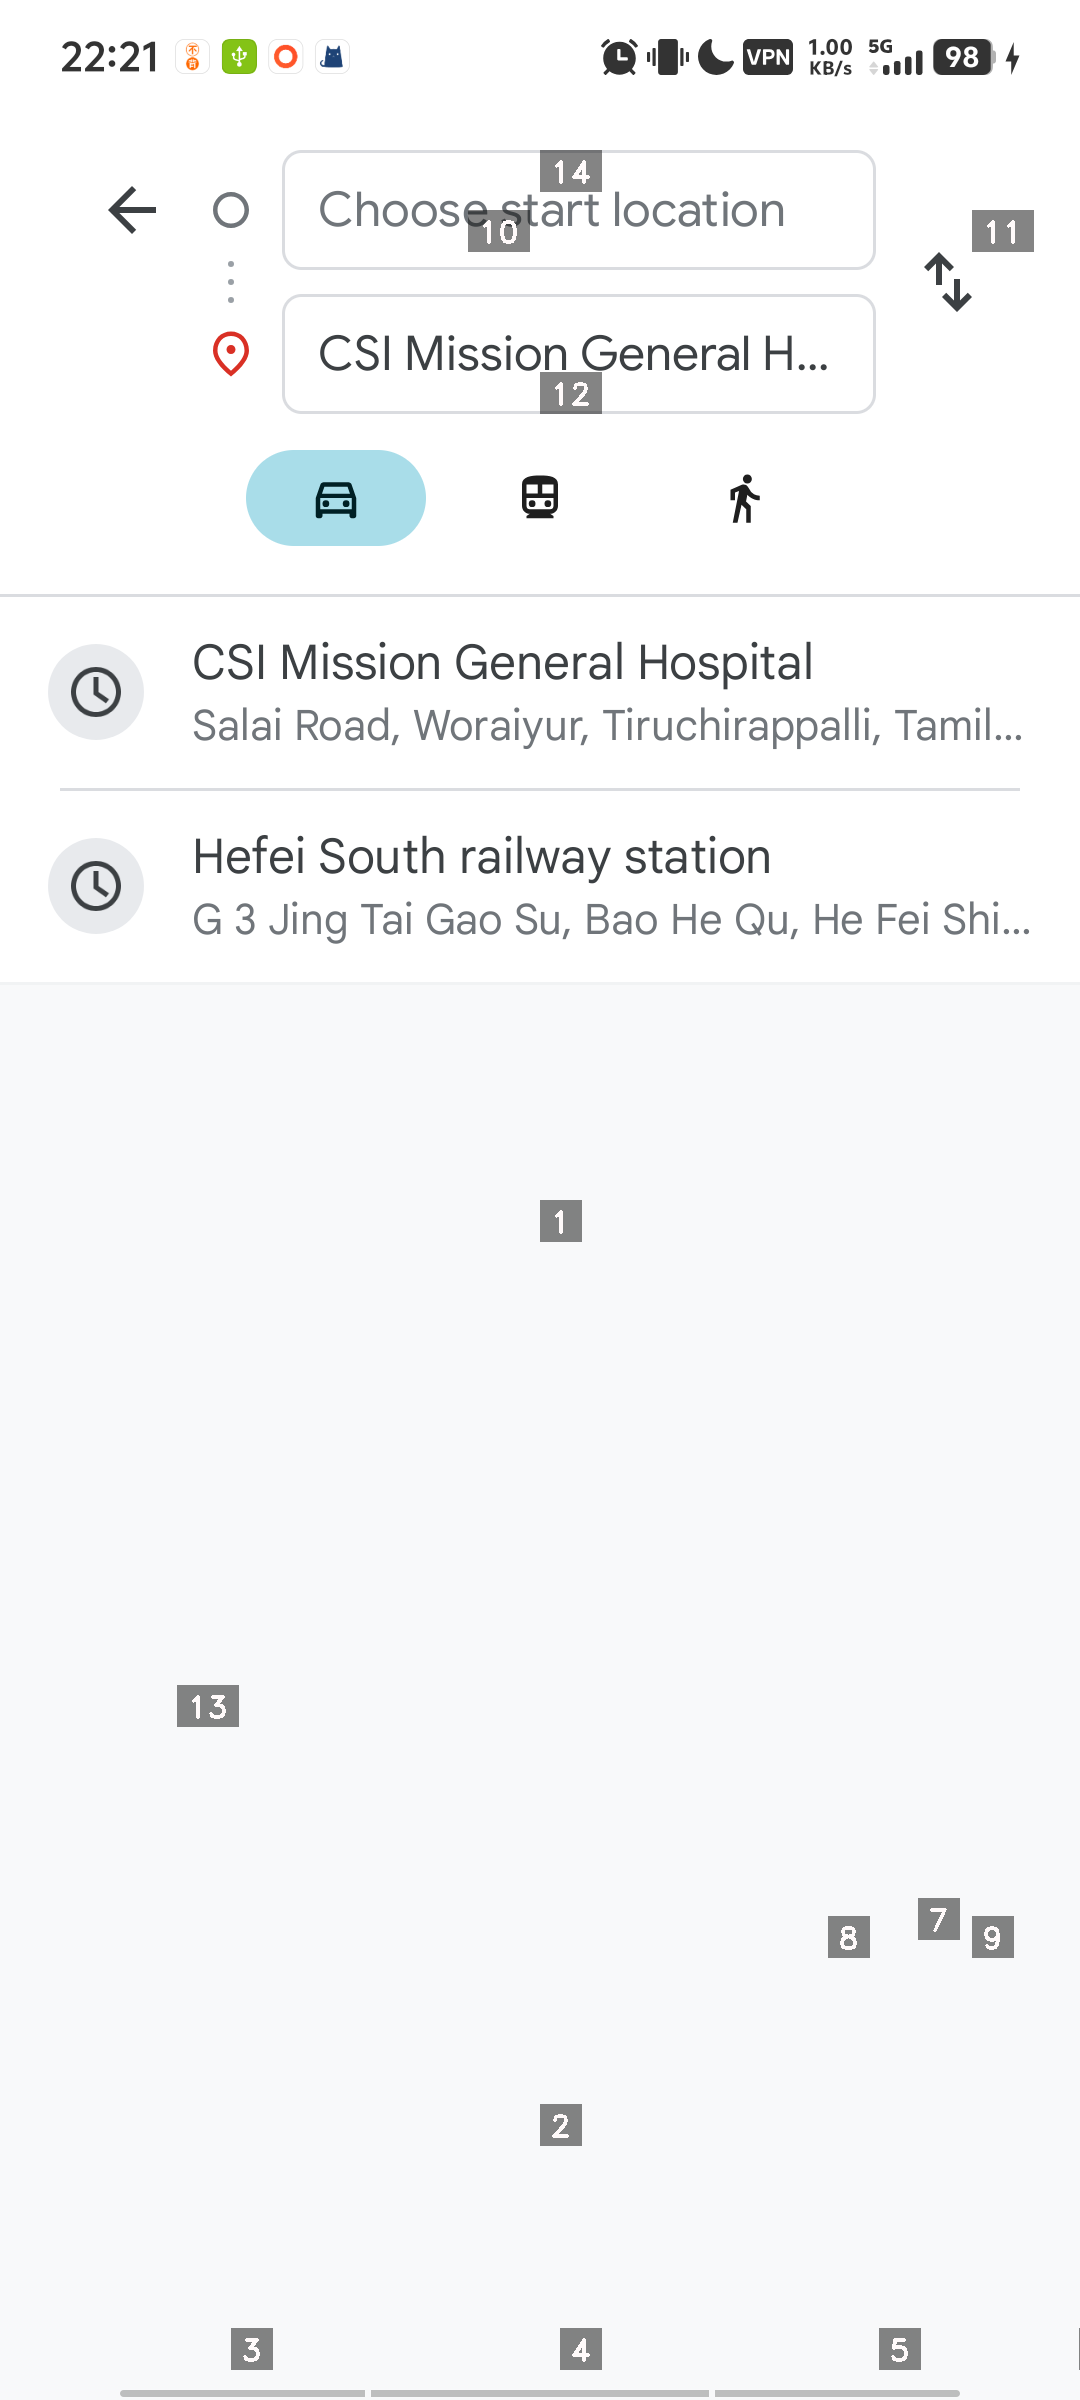 22:21
VPN
1.00
KB/s
5G
98
14
Choose start location
10
11
CSI Mission General H...
12
CSI Mission General Hospital
Salai Road, Woraiyur, Tiruchirappalli, Tamil...
Hefei South railway station
G 3 Jing Tai Gao Su, Bao He Qu, He Fei Shi...
1
13
7
8
9
2
3
4
5